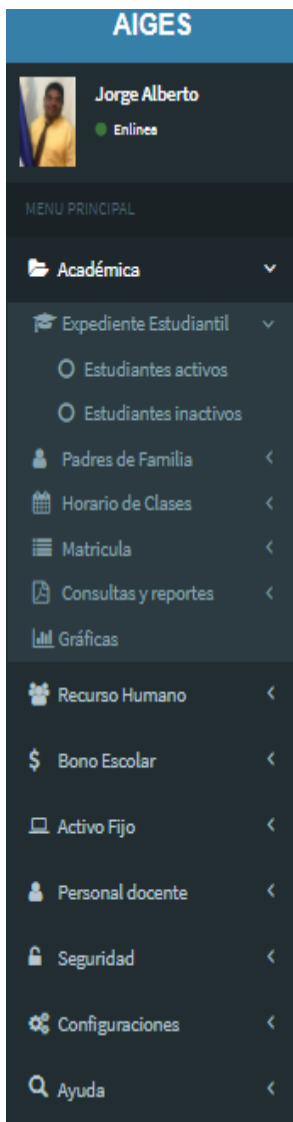 AIGES
Jorge Alberto
Enlinea
MENU PRINCIPAL
Académica
Expediente Estudiantil
Estudiantes activos
Estudiantes inactivos
Padres de Familia
Horario de Clases
Matricula
Consultas y reportes
Gráficas
Recurso Humano
$ Bono Escolar
Activo Fijo
Personal docente
Seguridad
Configuraciones
Ayuda